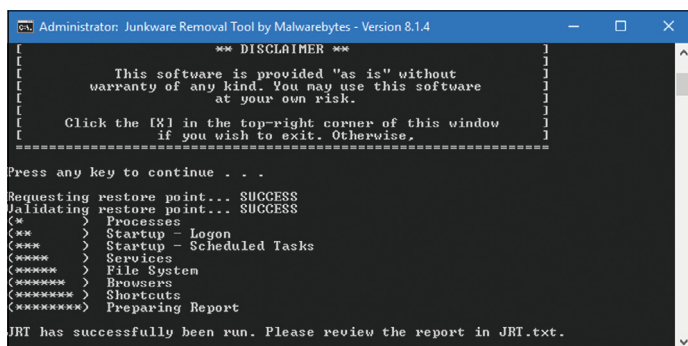 Administrator: Junkware Removal Tool by Malwarebytes - Version 8.1.4
[ ** DISCLAIMER ** ]
[ ]
[ This software is provided "as is" without ]
[ warranty of any kind. You may use this software ]
[ at your own risk. ]
[ ]
[ Click the [X] in the top-right corner of this window ]
[ if you wish to exit. Otherwise, ]
================================================================
Press any key to continue . . .
Requesting restore point... SUCCESS
Validating restore point... SUCCESS
(* ) Processes
(** ) Startup - Logon
(*** ) Startup - Scheduled Tasks
(**** ) Services
(***** ) File System
(****** ) Browsers
(******* ) Shortcuts
(********) Preparing Report
JRT has successfully been run. Please review the report in JRT.txt.